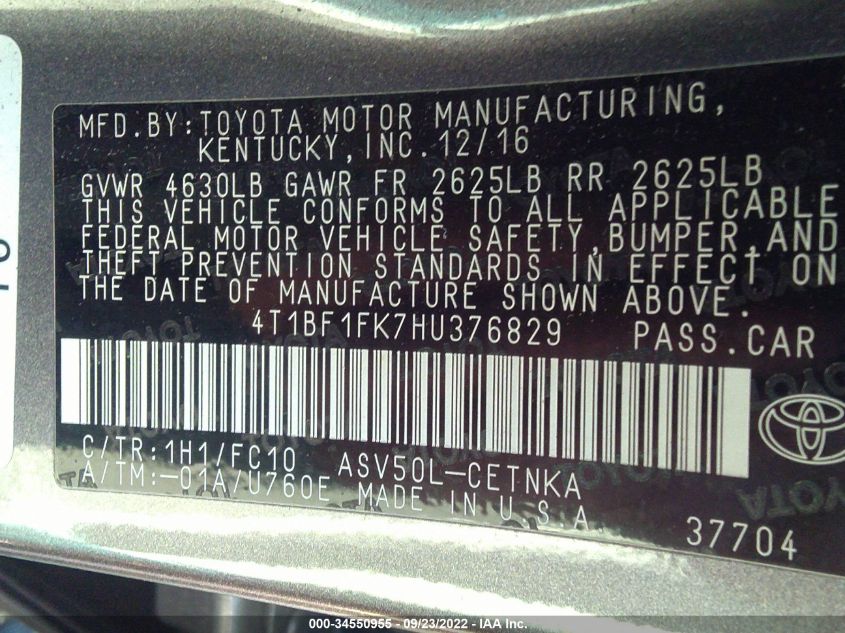 MFD.BY:TOYOTA MOTOR MANUFACTURING,
KENTUCKY,INC.12/16
GVWR 4630LB GAWR FR 2625LB RR 2625LB
THIS VEHICLE CONFORMS TO ALL APPLICABLE
FEDERAL MOTOR VEHICLE SAFETY,BUMPER,AND
THEFT PREVENTION STANDARDS IN EFFECT ON
THE DATE OF MANUFACTURE SHOWN ABOVE.
4T1BF1FK7HU376829 PASS.CAR
C/TR:1H1/FC10 ASV50L-CETNKA
A/TM:-01A/U760E MADE IN U.S.A
37704
000-34550955 - 09/23/2022 - IAA Inc.